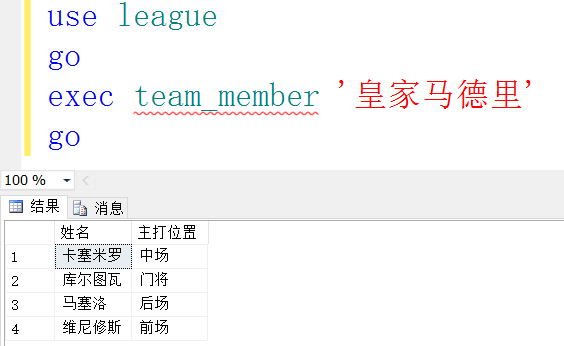 use league
go
exec team_member '皇家马德里'
go
100 %
结果 消息
姓名 主打位置
1 卡塞米罗 中场
2 库尔图瓦 门将
3 马塞洛 后场
4 维尼修斯 前场